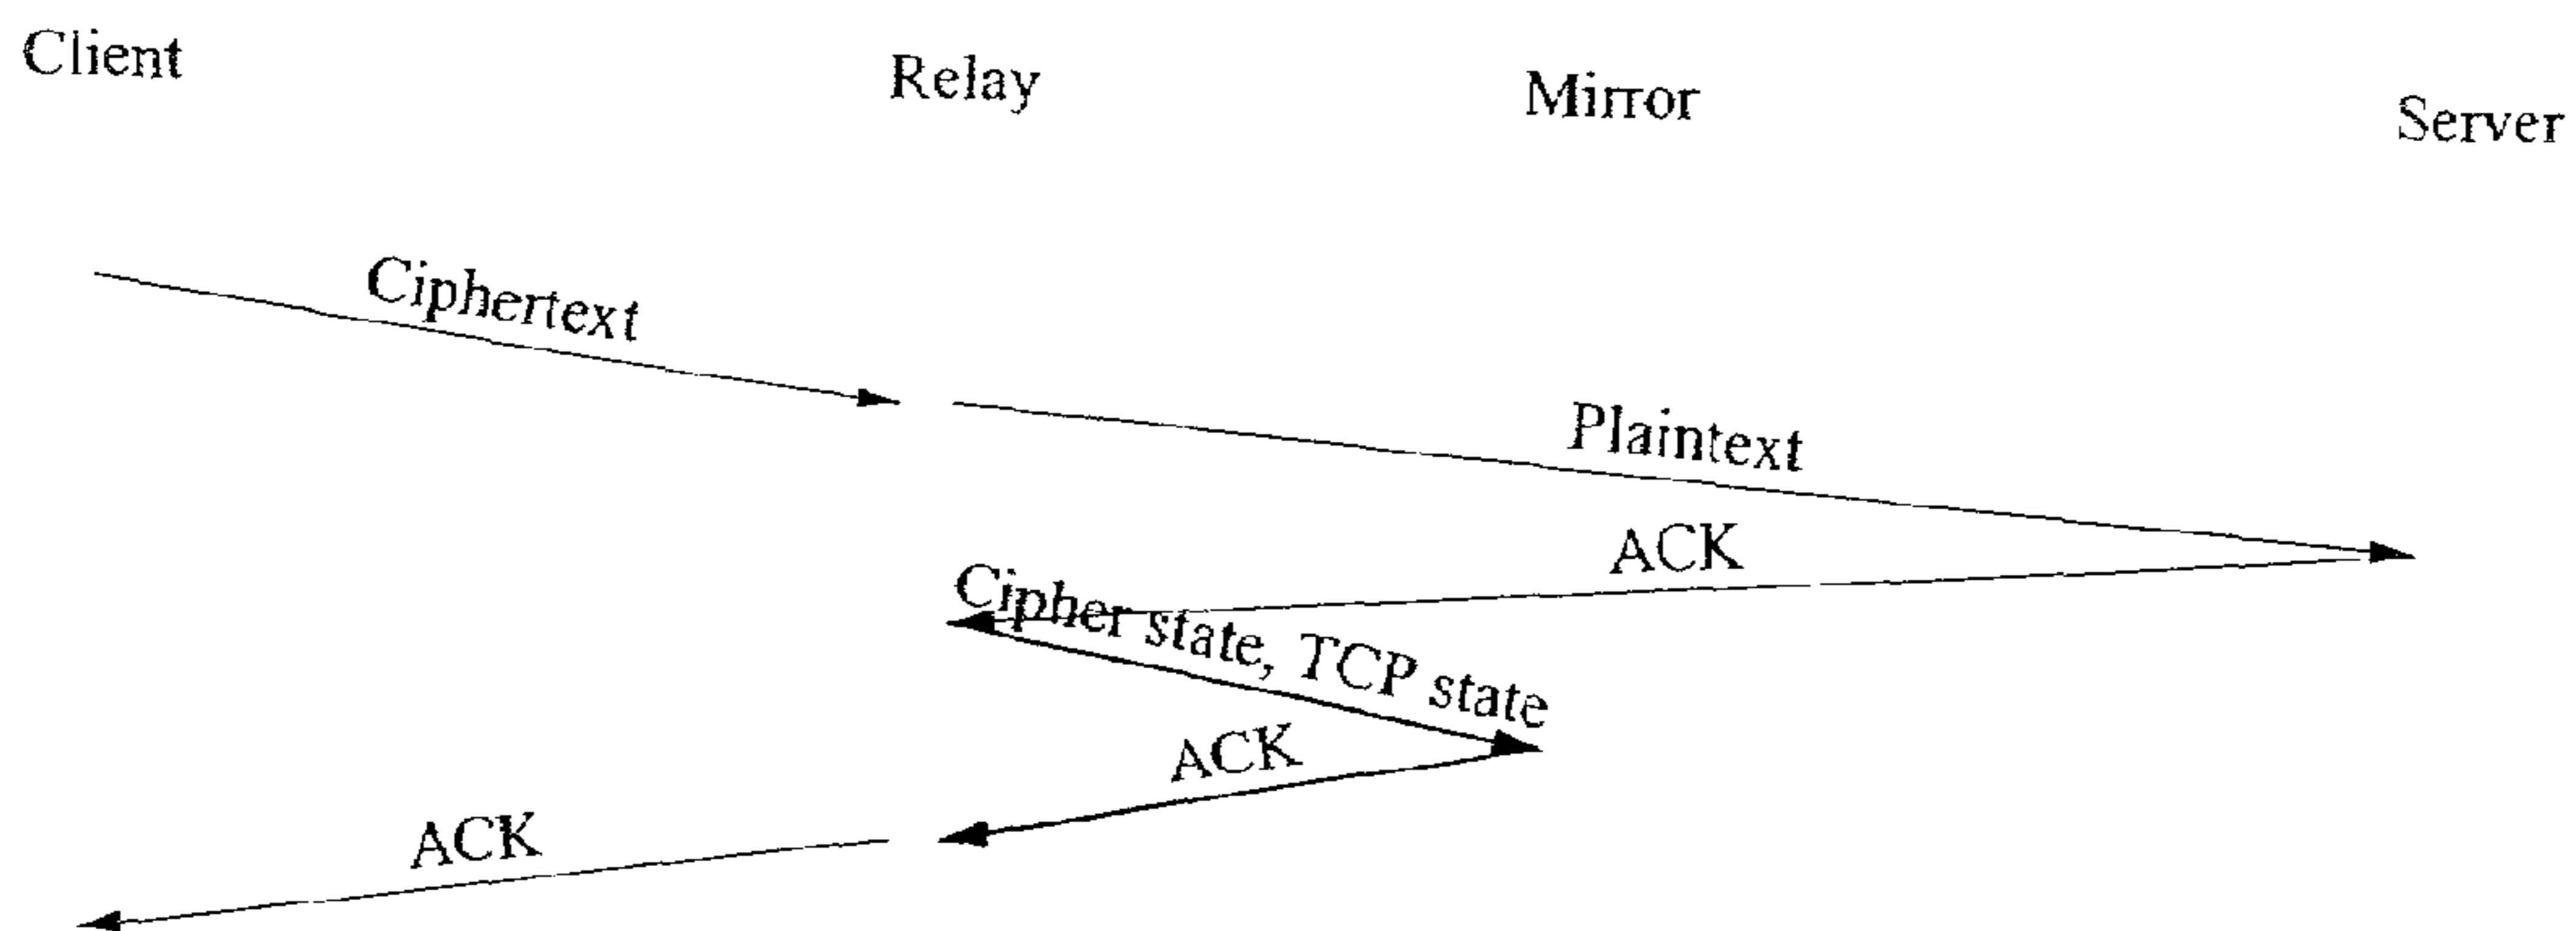 Client
Relay
Mirror
Server
Ciphertext
Plaintext
ACK
Cipher state, TCP state
ACK
ACK